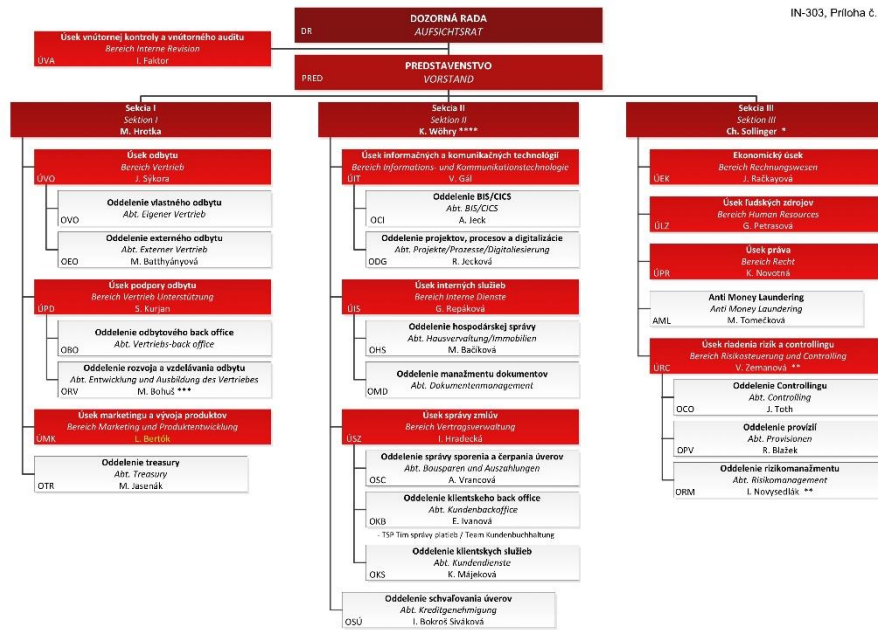 IN-303, Príloha č.
DOZORNÁ RADA
DR
AUFSICHTSRAT
Úsek vnútornej kontroly a vnútorného auditu
Bereich Interne Revision
ÚVA
I. Faktor
PREDSTAVENSTVO
PRED
VORSTAND
Sekcia I
Sektion I
M. Hrotka
Úsek odbytu
Bereich Vertrieb
ÚVO
J. Sýkora
Oddelenie vlastného odbytu
Abt. Eigener Vertrieb
OVO
Oddelenie externého odbytu
Abt. Externer Vertrieb
OEO
M. Batthyányová
Úsek podpory odbytu
Bereich Vertrieb Unterstützung
ÚPD
S. Kurjan
Oddelenie odbytového back office
Abt. Vertriebs-back office
OBO
Oddelenie rozvoja a vzdelávania odbytu
Abt. Entwicklung und Ausbildung des Vertriebes
ORV
M. Bohuš ***
Úsek marketingu a vývoja produktov
Bereich Marketing und Produktentwicklung
ÚMK
L. Bertók
Oddelenie treasury
Abt. Treasury
OTR
M. Jasenák
Sekcia II
Sektion II
K. Wöhry ****
Úsek informačných a komunikačných technológií
Bereich Informations- und Kommunikationstechnologie
ÚIT
V. Gál
Oddelenie BIS/CICS
Abt. BIS/CICS
OCI
A. Jeck
Oddelenie projektov, procesov a digitalizácie
Abt. Projekte/Prozesse/Digitoliesierung
ODG
R. Jecková
Úsek interných služieb
Bereich Interne Dienste
ÚIS
G. Repáková
Oddelenie hospodárskej správy
Abt. Hausverwaltung/Immobilien
OHS
M. Bačíková
Oddelenie manažmentu dokumentov
Abt. Dokumentenmanagement
OMD
Úsek správy zmlúv
Bereich Vertragsverwaltung
ÚSZ
I. Hradecká
Oddelenie správy sporenia a čerpania úverov
Abt. Bausparen und Auszahlungen
OSC
A. Vrancová
Oddelenie klientskeho back office
Abt. Kundenbackoffice
OKB
E. Ivanová
- TSP Tím správy platieb / Team Kundenbuchhaltung
Oddelenie klientskych služieb
Abt. Kundendienste
OKS
K. Májeková
Oddelenie schvaľovania úverov
Abt. Kreditgenehmigung
OSÚ
I. Bokroš Siváková
Sekcia III
Sektion III
Ch. Sollinger *
Ekonomický úsek
Bereich Rechnungswesen
ÚEK
J. Račkayová
Úsek ľudských zdrojov
Bereich Human Resources
ÚLZ
G. Petrasová
Úsek práva
Bereich Recht
ÚPR
K. Novotná
Anti Money Laundering
Anti Money Laundering
AML
M. Tomečková
Úsek riadenia rizík a controllingu
Bereich Risikosteuerung und Controlling
ÚRC
V. Zemanová **
Oddelenie Controllingu
Abt. Controlling
OCO
J. Toth
Oddelenie provízií
Abt. Provisionen
OPV
R. Blažek
Oddelenie rizikomanažmentu
Abt. Risikomanagement
ORM
I. Novysedlák **